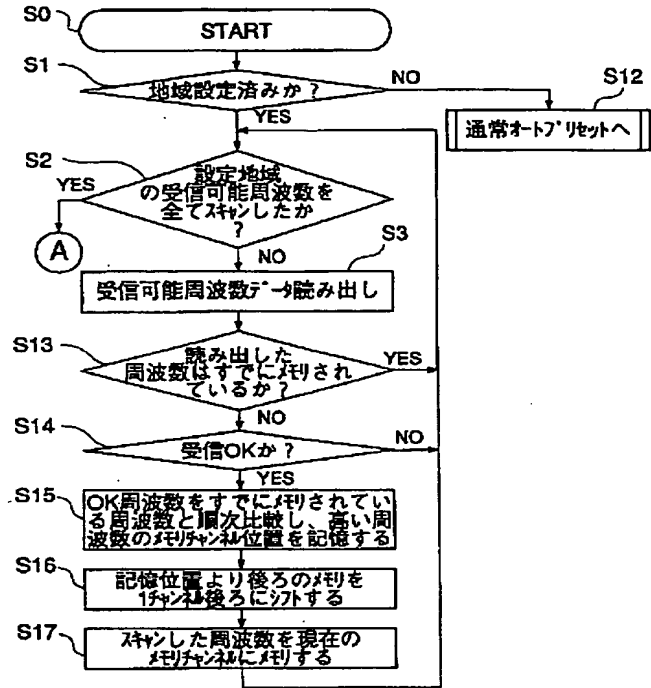 S0
START
S1
地域設定済みか？
NO
S12
通常オートプリセットへ
YES
S2
設定地域
の受信可能周波数を
全てスキャンしたか
？
YES
A
NO
S3
受信可能周波数データ読み出し
S13
読み出した
周波数はすでにメモリされ
ているか？
YES
NO
S14
受信OKか？
NO
YES
S15
OK周波数をすでにメモリされてい
る周波数と順次比較し、高い周
波数のメモリチャンネル位置を記憶する
S16
記憶位置より後ろのメモリを
1チャンネル後ろにシフトする
S17
スキャンした周波数を現在の
メモリチャンネルにメモリする